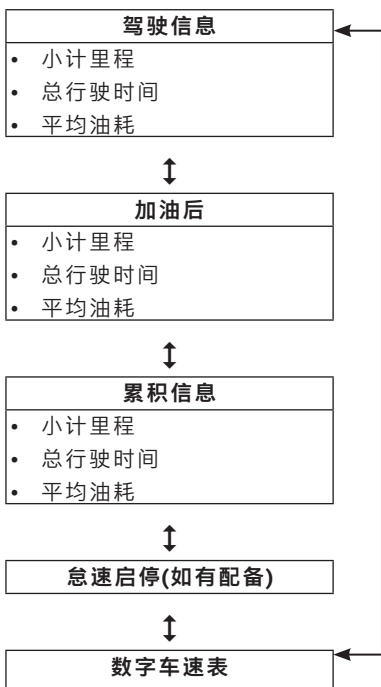 驾驶信息
• 小计里程
• 总行驶时间
• 平均油耗
加油后
• 小计里程
• 总行驶时间
• 平均油耗
累积信息
• 小计里程
• 总行驶时间
• 平均油耗
怠速启停(如有配备)
数字车速表